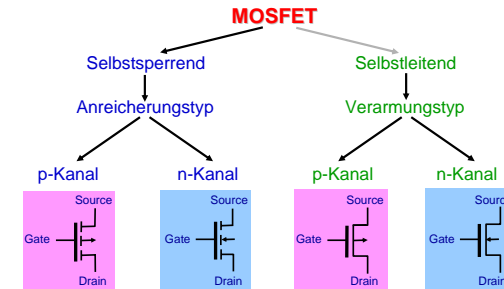 MOSFET
Selbstsperrend Selbstleitend
Anreicherungstyp Verarmungstyp
p-Kanal n-Kanal p-Kanal n-Kanal
Source Source Source Sourc
Gate Gate Gate Gate
Drain Drain Drain Drain